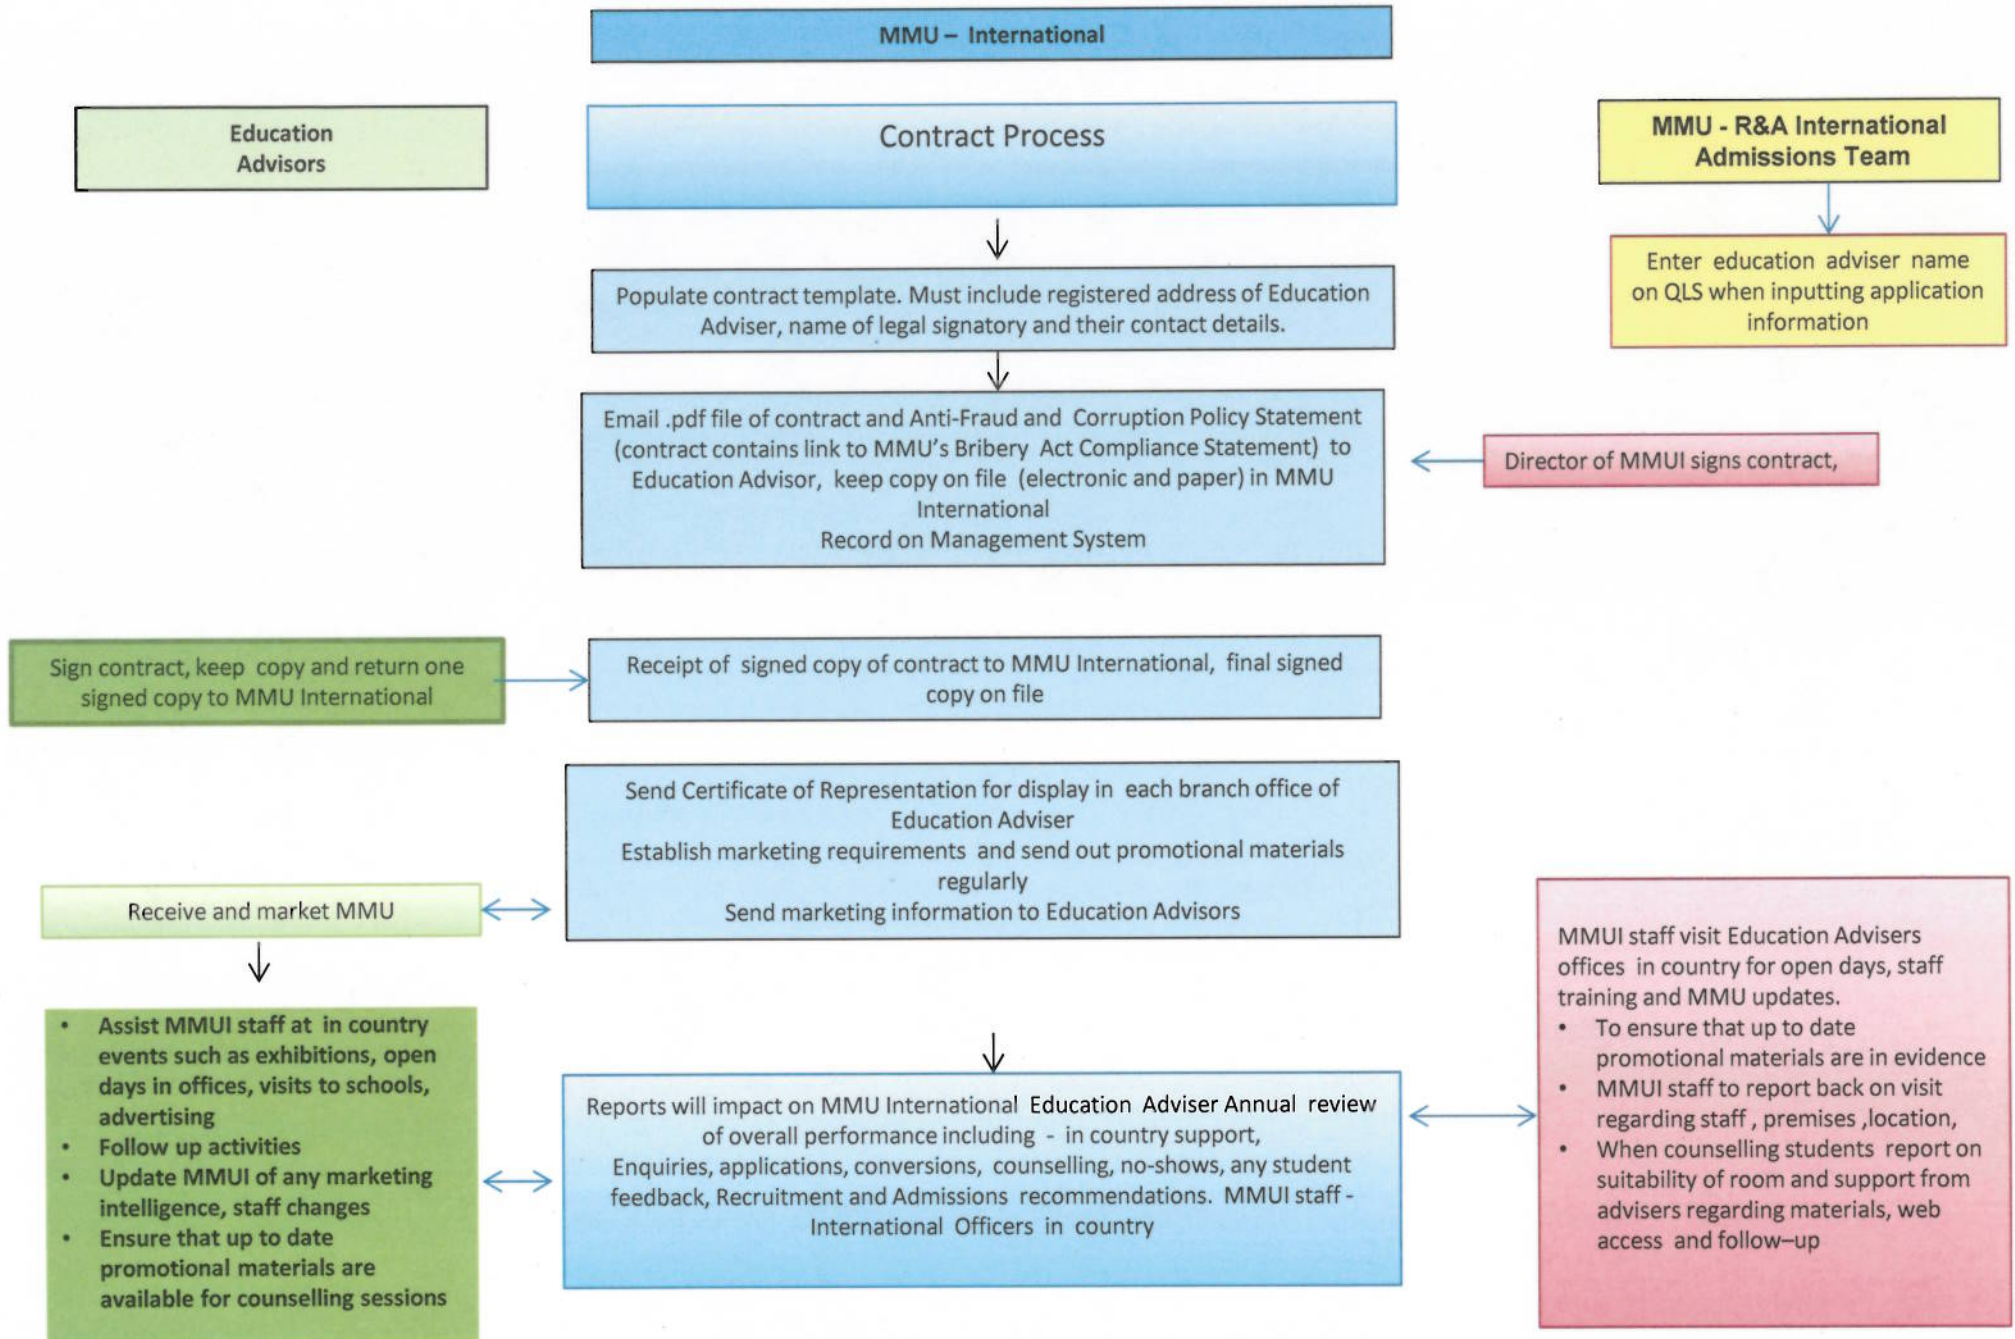 MMU – International
Education
Advisors
Contract Process
MMU - R&A International
Admissions Team
Enter education adviser name
on QLS when inputting application
information
Populate contract template. Must include registered address of Education
Adviser, name of legal signatory and their contact details.
Email .pdf file of contract and Anti-Fraud and Corruption Policy Statement
(contract contains link to MMU's Bribery Act Compliance Statement) to
Education Advisor, keep copy on file (electronic and paper) in MMU
International
Record on Management System
Director of MMUI signs contract,
Sign contract, keep copy and return one
signed copy to MMU International
Receipt of signed copy of contract to MMU International, final signed
copy on file
Send Certificate of Representation for display in each branch office of
Education Adviser
Establish marketing requirements and send out promotional materials
regularly
Send marketing information to Education Advisors
Receive and market MMU
• Assist MMUI staff at in country
events such as exhibitions, open
days in offices, visits to schools,
advertising
• Follow up activities
• Update MMUI of any marketing
intelligence, staff changes
• Ensure that up to date
promotional materials are
available for counselling sessions
Reports will impact on MMU International Education Adviser Annual review
of overall performance including - in country support,
Enquiries, applications, conversions, counselling, no-shows, any student
feedback, Recruitment and Admissions recommendations. MMUI staff -
International Officers in country
MMUI staff visit Education Advisers
offices in country for open days, staff
training and MMU updates.
• To ensure that up to date
promotional materials are in evidence
• MMUI staff to report back on visit
regarding staff , premises ,location,
• When counselling students report on
suitability of room and support from
advisers regarding materials, web
access and follow–up